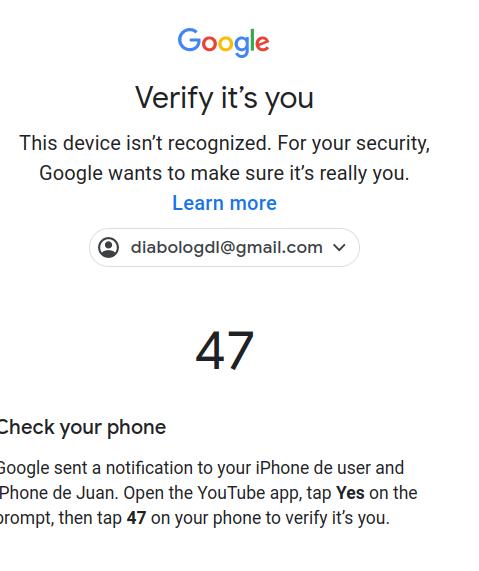 Google
Verify it’s you
This device isn’t recognized. For your security,
Google wants to make sure it’s really you.
Learn more
diabologdl@gmail.com
47
Check your phone
Google sent a notification to your iPhone de user and
iPhone de Juan. Open the YouTube app, tap Yes on the
prompt, then tap 47 on your phone to verify it’s you.